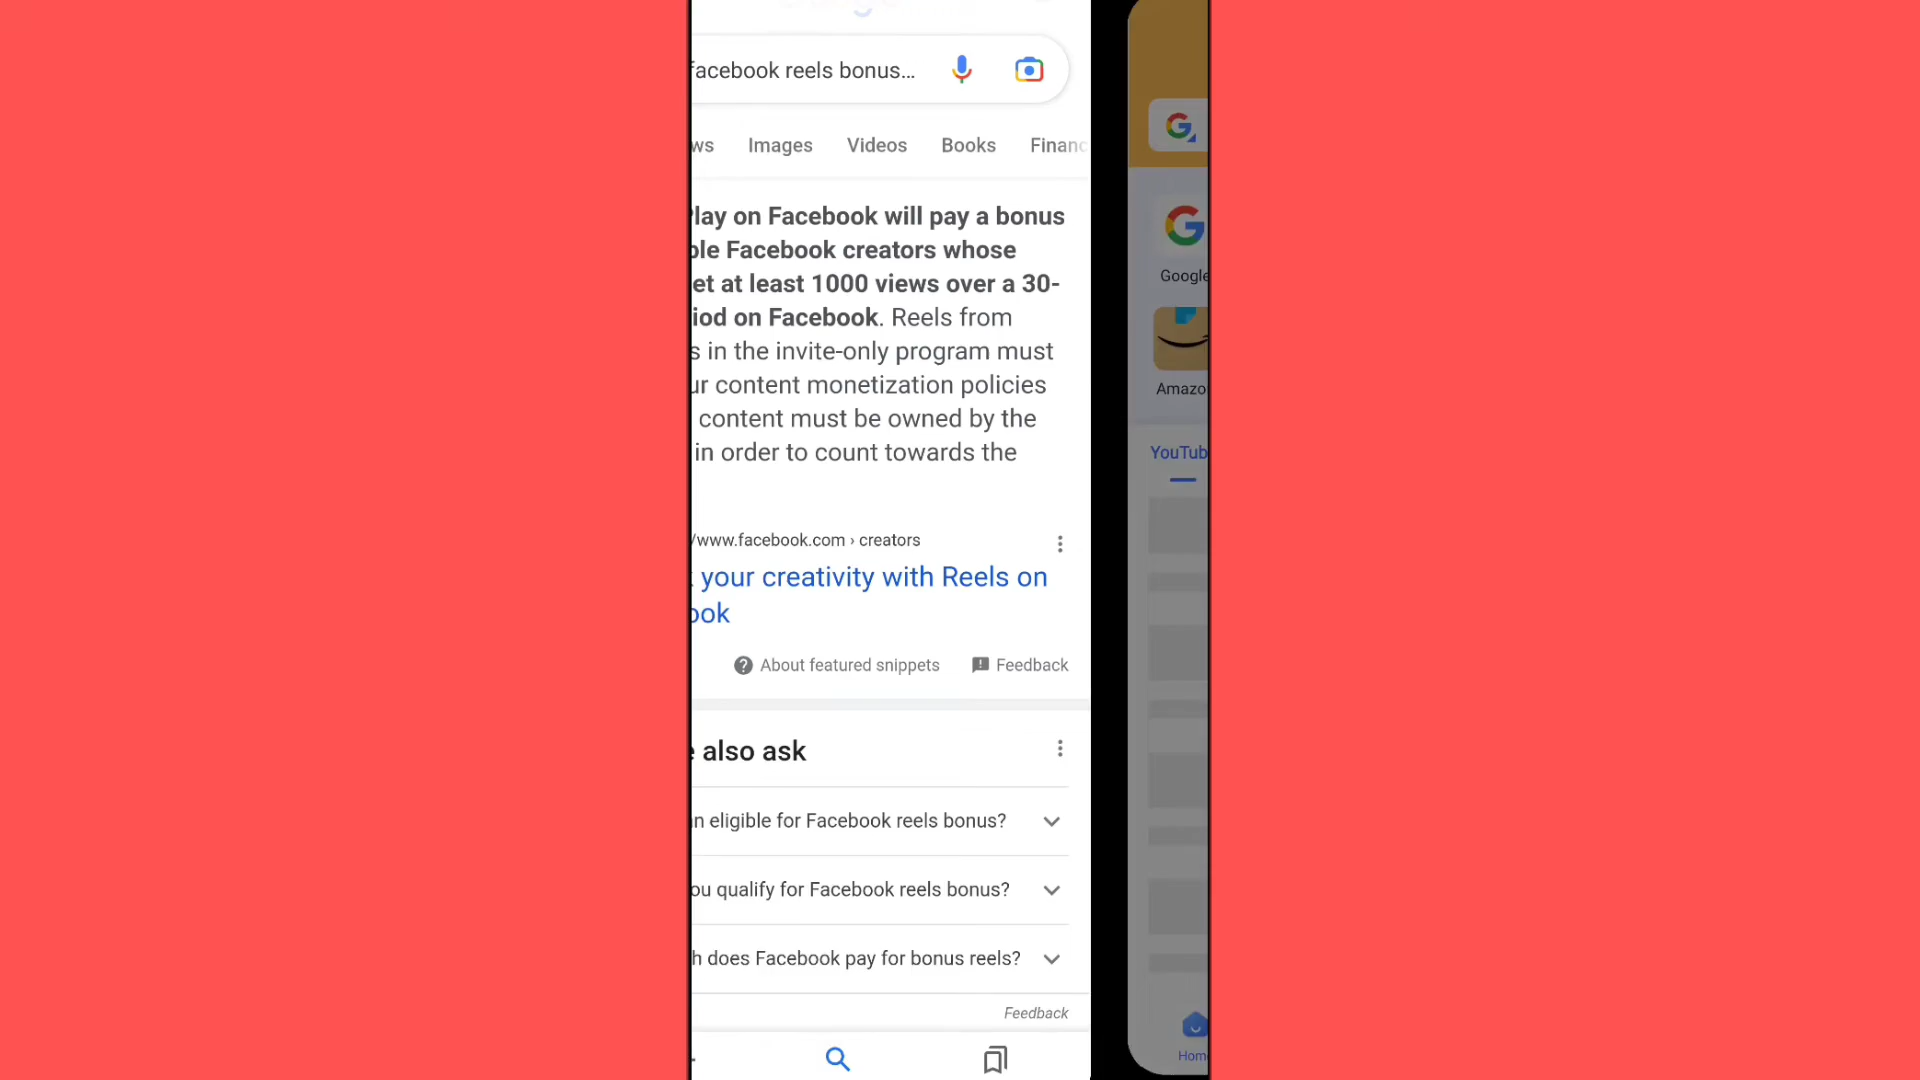 facebook reels bonus...
ws Images Videos Books Financ
Play on Facebook will pay a bonus
ble Facebook creators whose
et at least 1000 views over a 30-
iod on Facebook. Reels from
s in the invite-only program must
ur content monetization policies
content must be owned by the
in order to count towards the
/www.facebook.com › creators
your creativity with Reels on
ook
About featured snippets Feedback
e also ask
n eligible for Facebook reels bonus?
ou qualify for Facebook reels bonus?
h does Facebook pay for bonus reels?
Feedback
Google
Amazo
YouTub
Hom